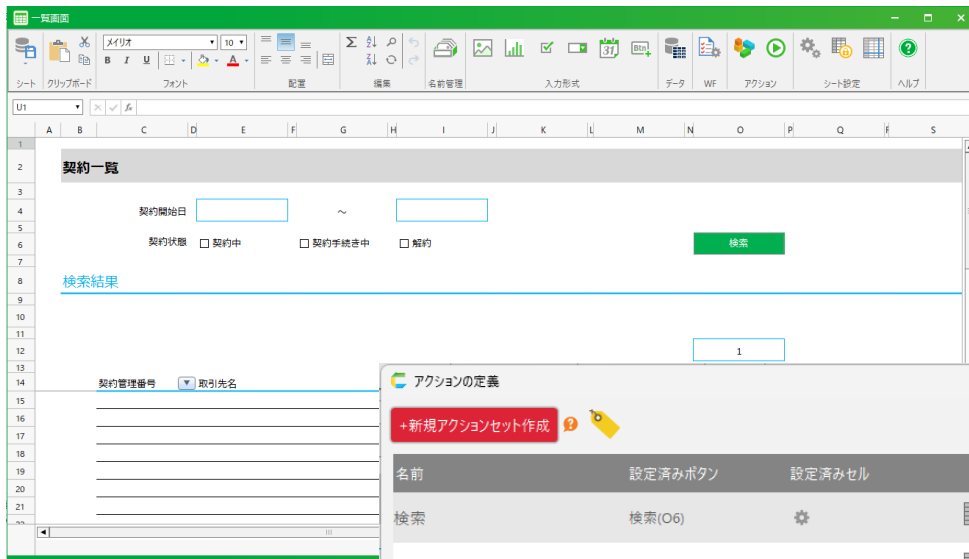 一覧画面
メイリオ 10
B I U A
シート クリップボード フォント 配置 編集 名前管理 入力形式 データ WF アクション シート設定 ヘルプ
U1 fx
A B C D E F G H I J K L M N O P Q R S
1
2 契約一覧
3
4 契約開始日 ～
5
6 契約状態 契約中 契約手続き中 解約 検索
7
8 検索結果
9
10
11
12 1
13
14 契約管理番号 取引先名
15
16
17
18
19
20
21
アクションの定義
+新規アクションセット作成
名前 設定済みボタン 設定済みセル
検索 検索(O6)